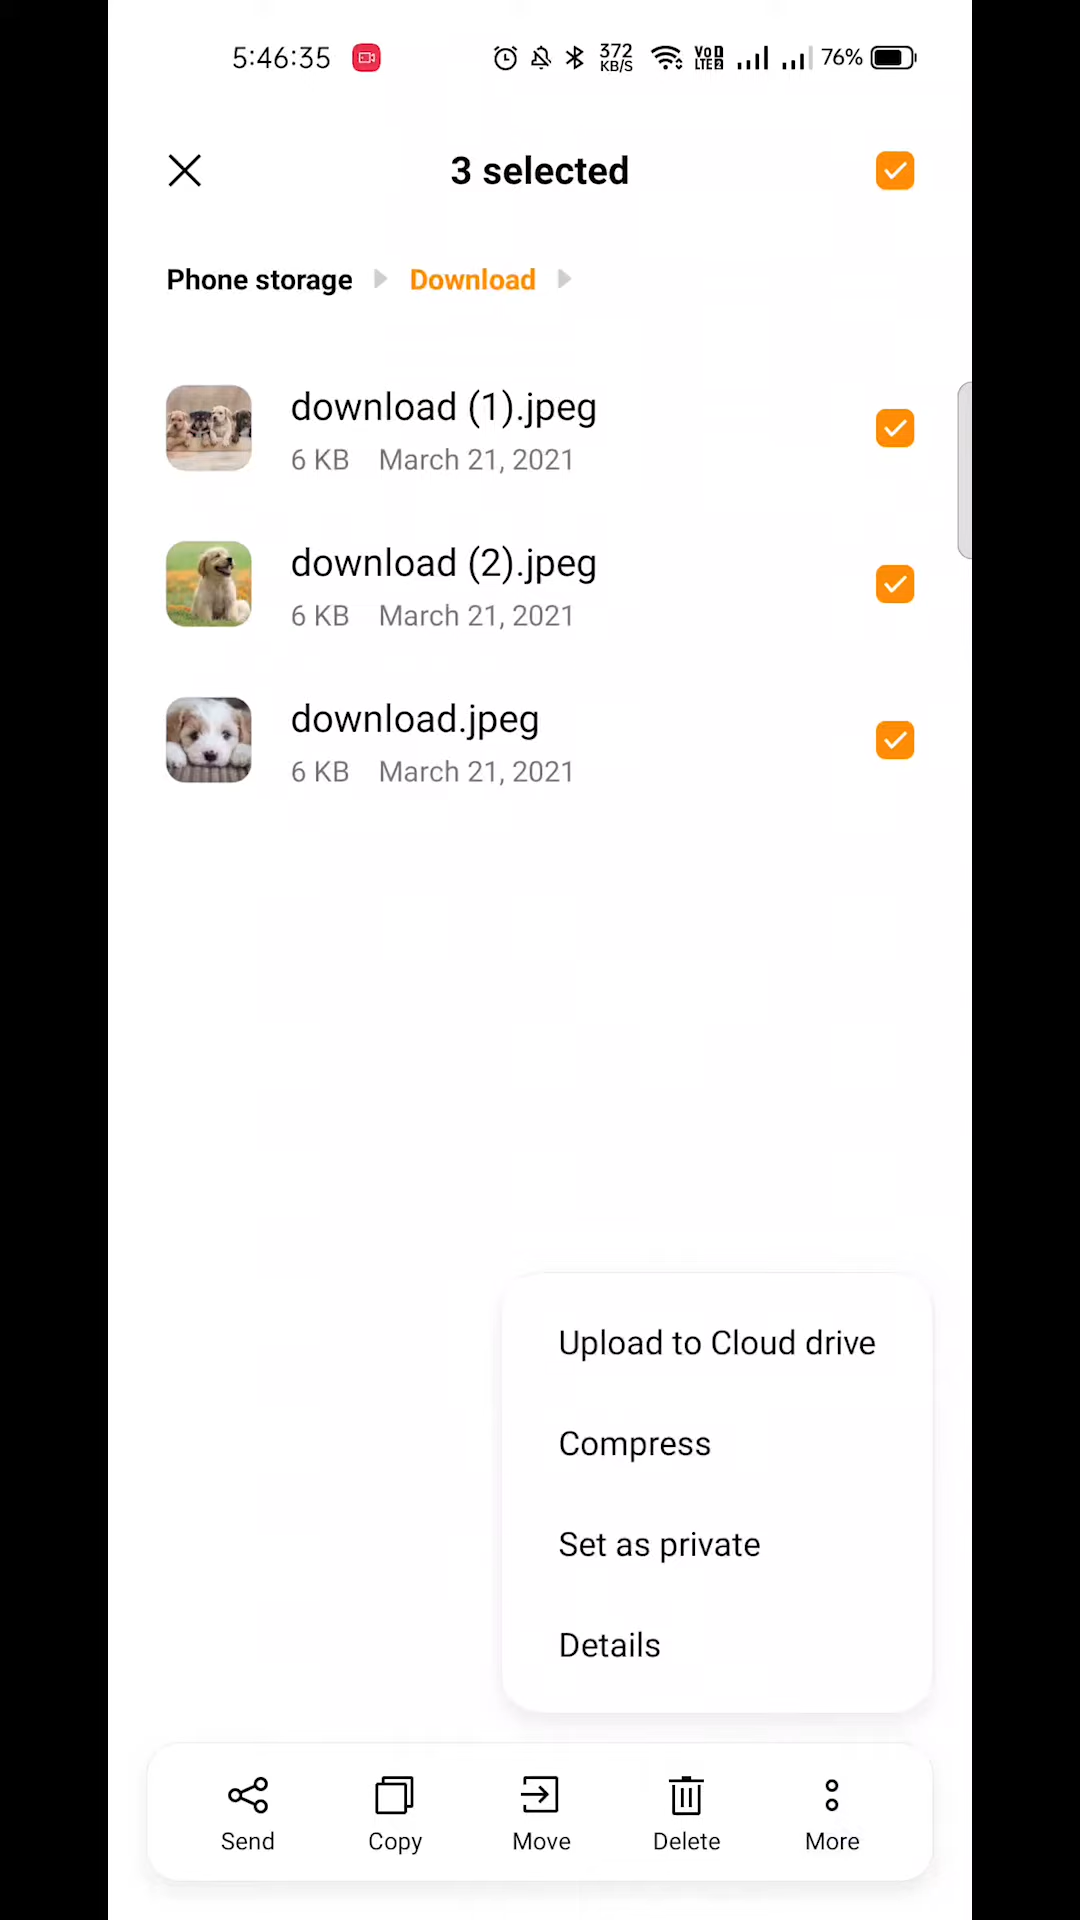 5:46:35 372 KB/S VoD LTE2 76%
3 selected
Phone storage Download
download (1).jpeg
6 KB March 21, 2021
download (2).jpeg
6 KB March 21, 2021
download.jpeg
6 KB March 21, 2021
Upload to Cloud drive
Compress
Set as private
Details
Send Copy Move Delete More